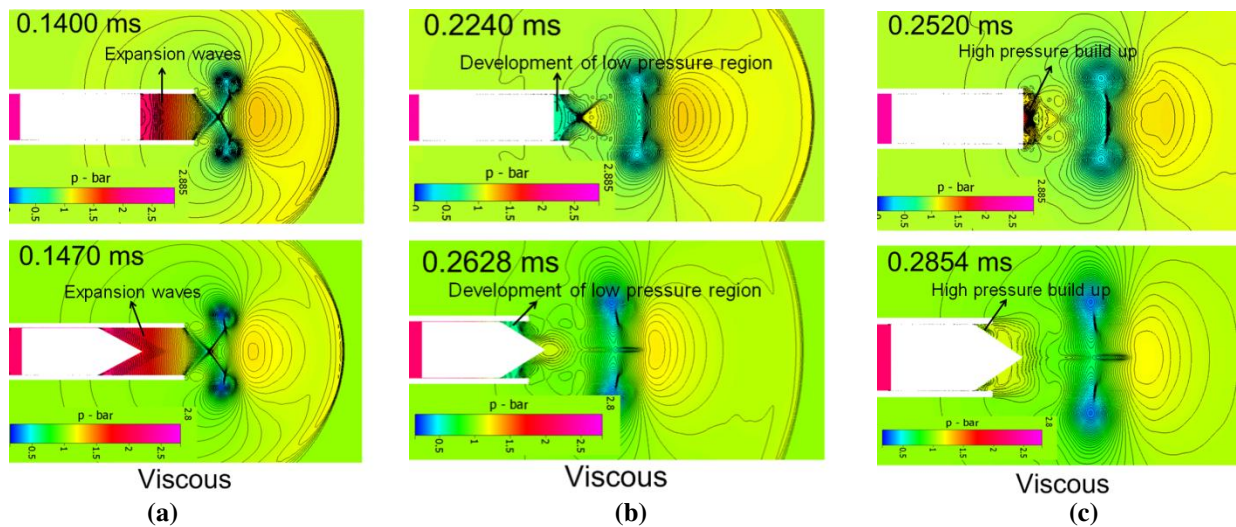 0.1400 ms
Expansion waves
2.885
p - bar
0.5
1
1.5
2
2.5
0.2240 ms
Development of low pressure region
2.885
p - bar
0
0.5
1
1.5
2
2.5
0.2520 ms
High pressure build up
2.885
p - bar
0
0.5
1
1.5
2
2.5
0.1470 ms
Expansion waves
2.8
p - bar
0.5
1
1.5
2
2.5
0.2628 ms
Development of low pressure region
2.8
p - bar
0.5
1
1.5
2
2.5
0.2854 ms
High pressure build up
2.8
p - bar
0.5
1
1.5
2
2.5
Viscous
Viscous
Viscous
(a)
(b)
(c)